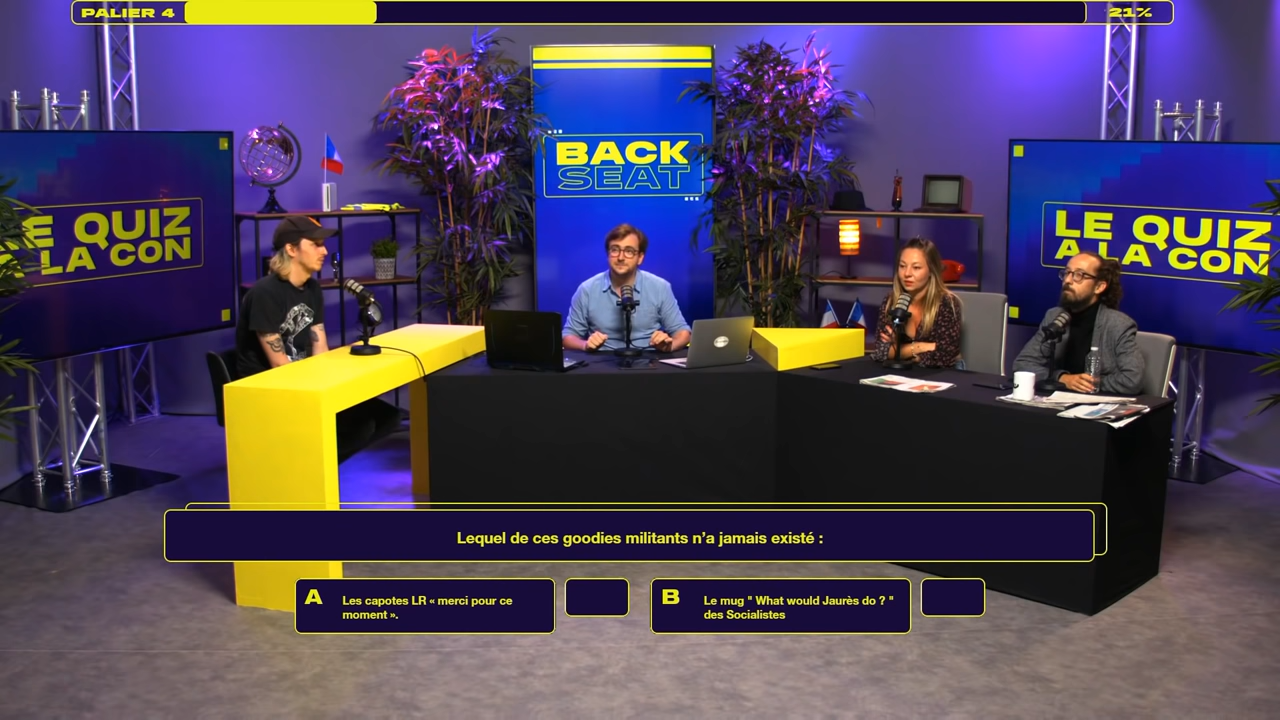 PALIER 4
21%
BACK
SEAT
LE QUIZ
A LA CON
LE QUIZ
A LA CON
Lequel de ces goodies militants n’a jamais existé :
A
Les capotes LR « merci pour ce
moment ».
B
Le mug " What would Jaurès do ? "
des Socialistes